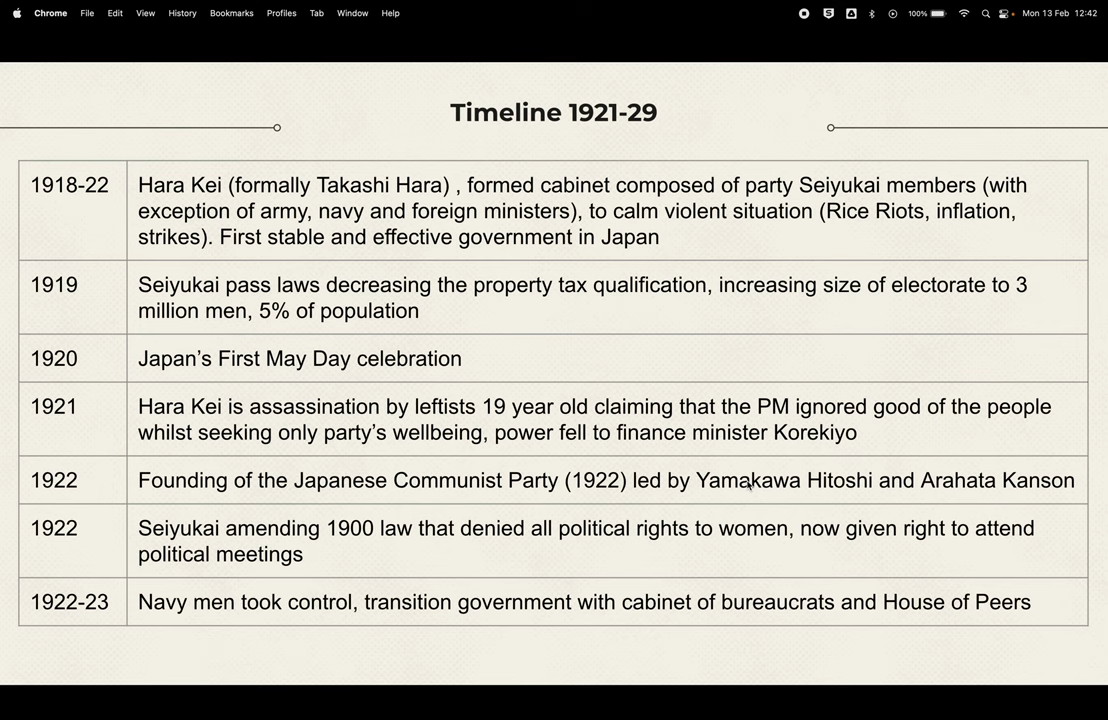 Chrome File Edit View History Bookmarks Profiles Tab Window Help 100% Mon 13 Feb 12:42
Timeline 1921-29
1918-22 Hara Kei (formally Takashi Hara) , formed cabinet composed of party Seiyukai members (with
exception of army, navy and foreign ministers), to calm violent situation (Rice Riots, inflation,
strikes). First stable and effective government in Japan
1919 Seiyukai pass laws decreasing the property tax qualification, increasing size of electorate to 3
million men, 5% of population
1920 Japan's First May Day celebration
1921 Hara Kei is assassination by leftists 19 year old claiming that the PM ignored good of the people
whilst seeking only party's wellbeing, power fell to finance minister Korekiyo
1922 Founding of the Japanese Communist Party (1922) led by Yamakawa Hitoshi and Arahata Kanson
1922 Seiyukai amending 1900 law that denied all political rights to women, now given right to attend
political meetings
1922-23 Navy men took control, transition government with cabinet of bureaucrats and House of Peers